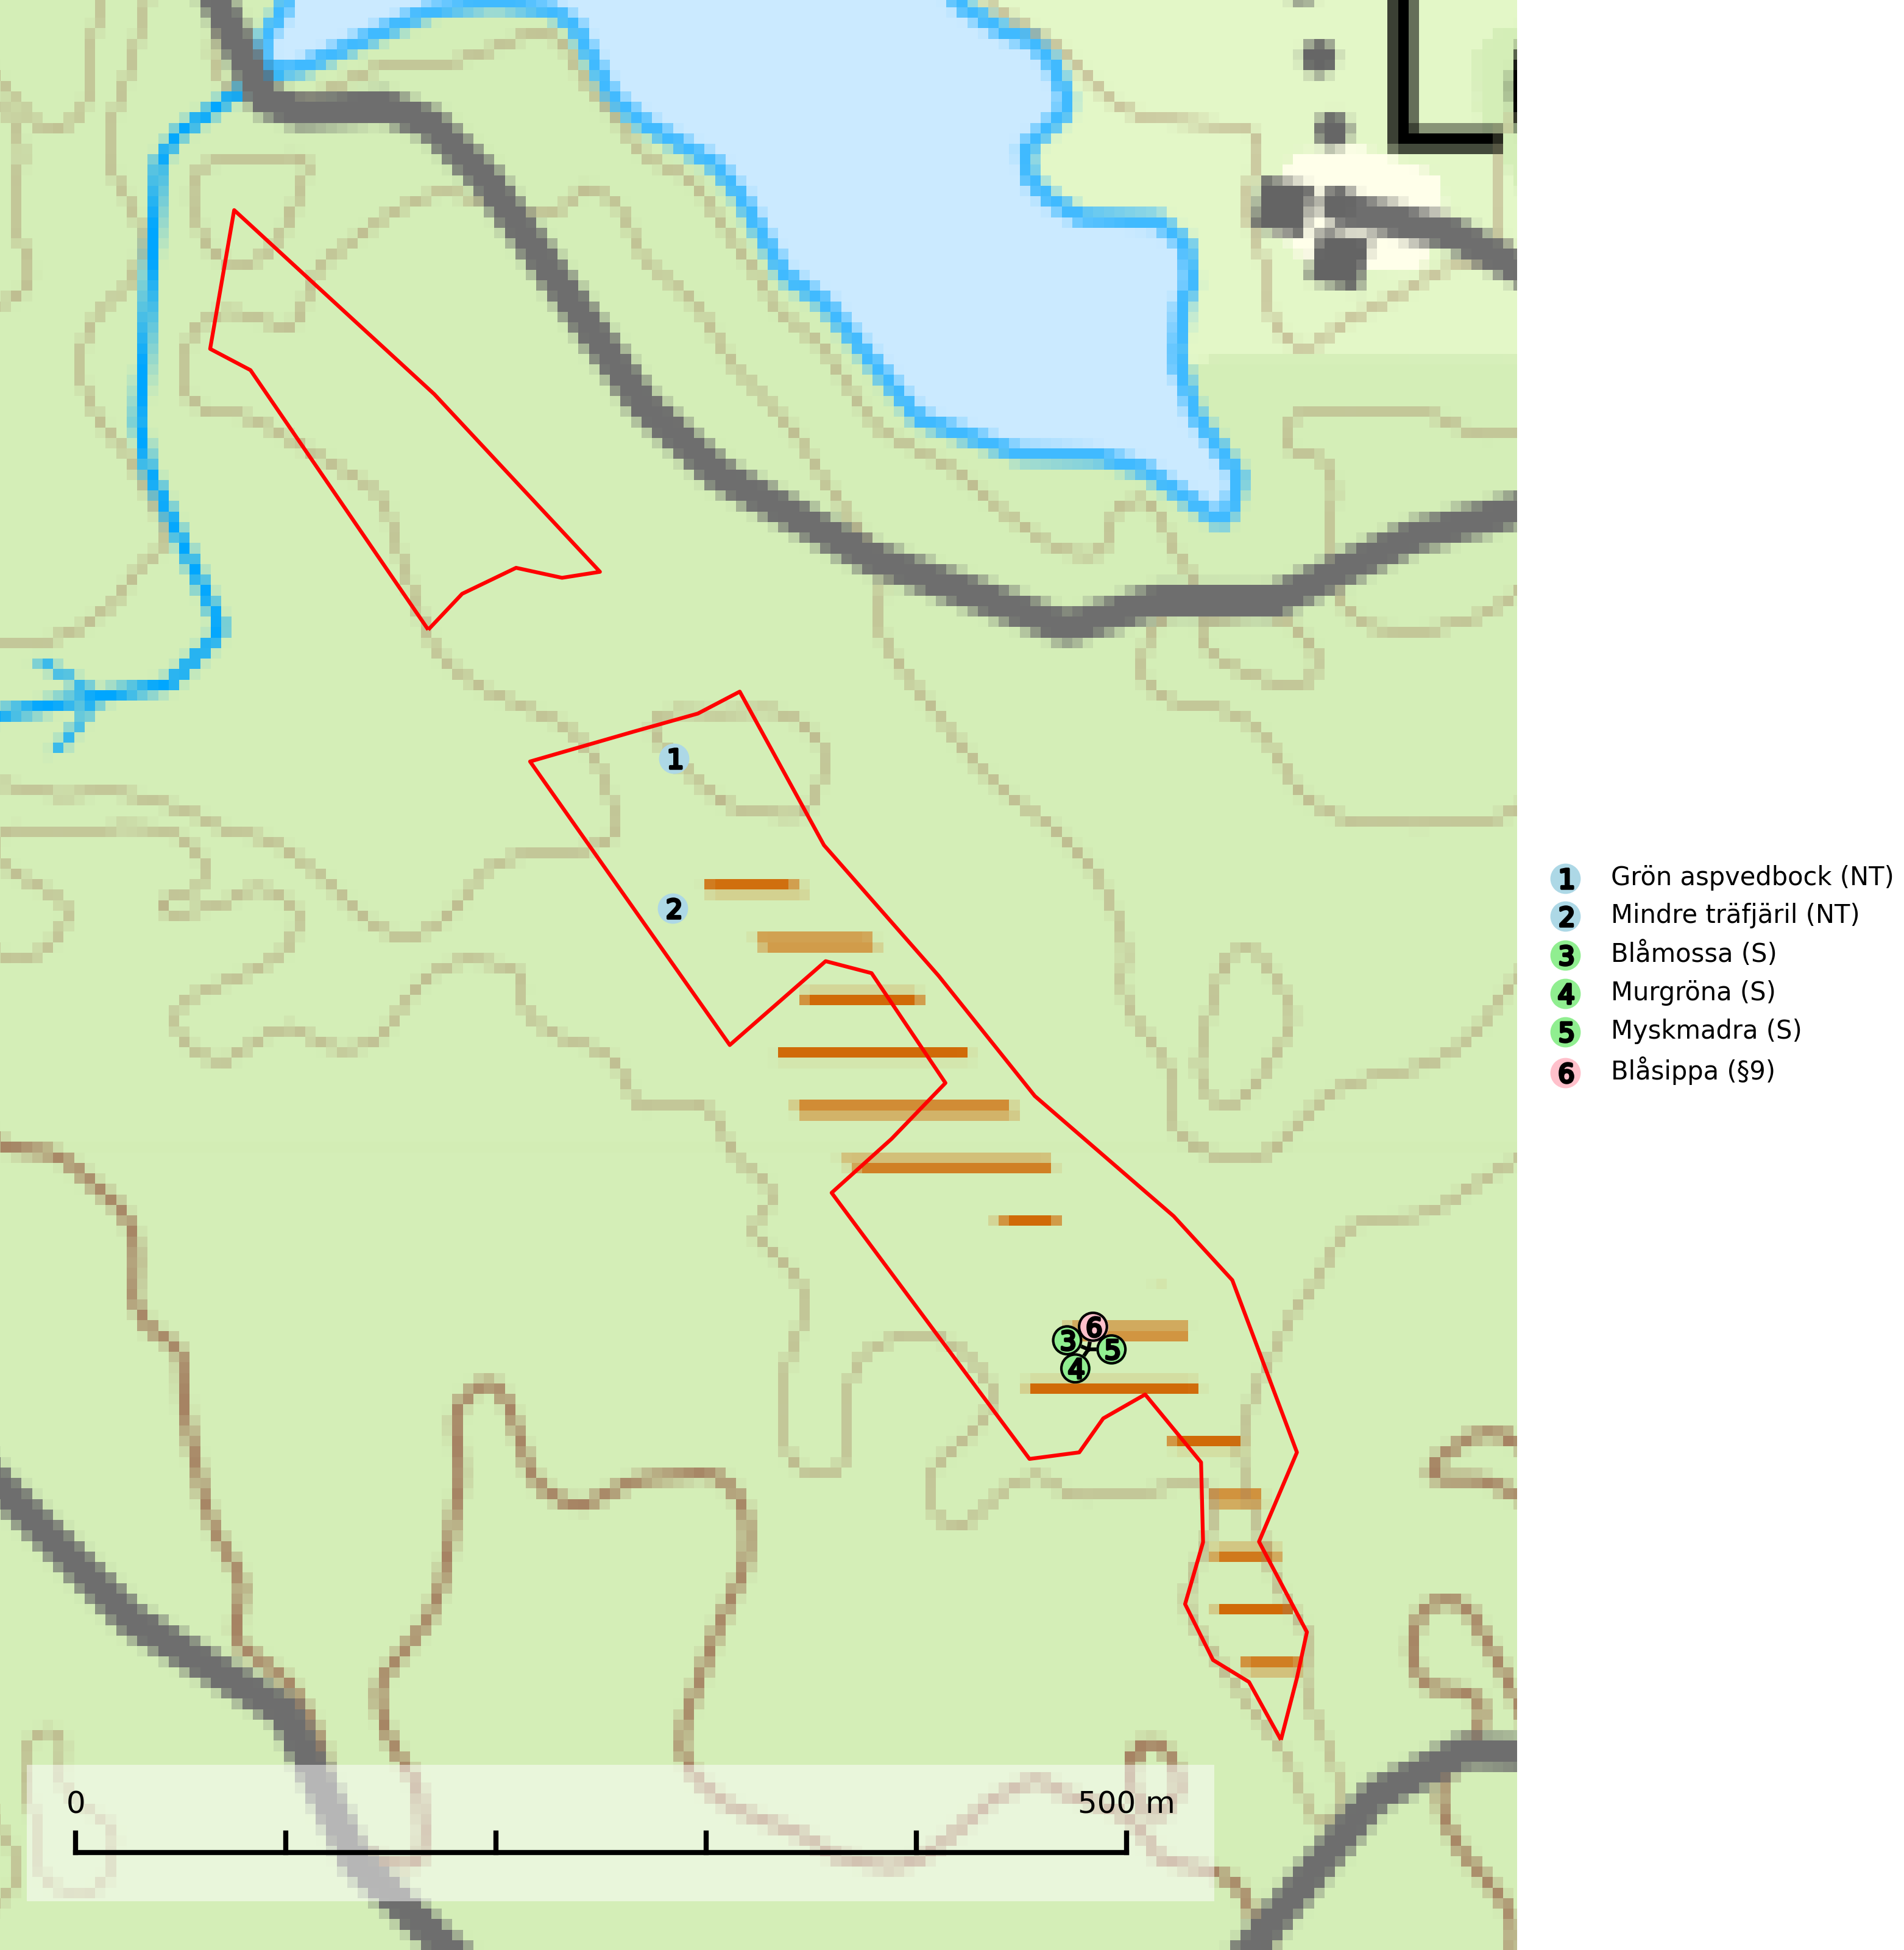 1
2
6
3
5
4
1 Grön aspvedbock (NT)
2 Mindre träfjäril (NT)
3 Blåmossa (S)
4 Murgröna (S)
5 Myskmadra (S)
6 Blåsippa (§9)
0 500 m